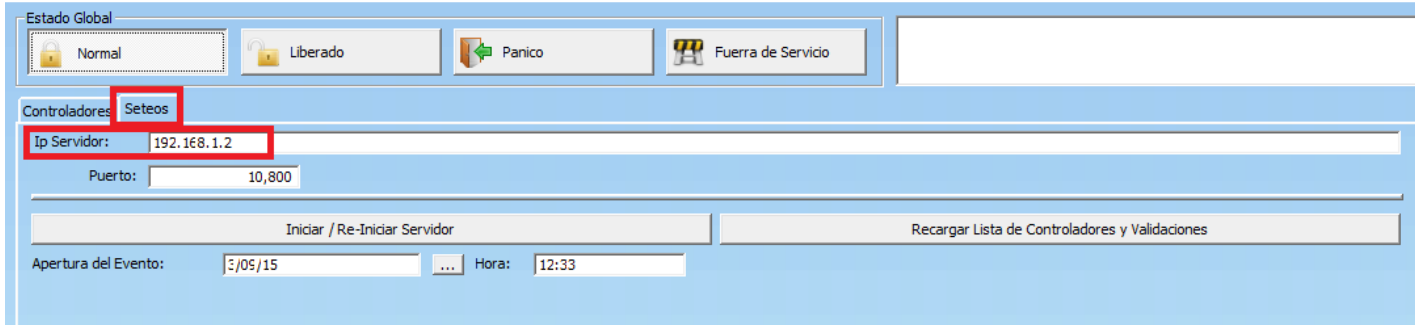 Estado Global
Normal
Liberado
Panico
Fuerra de Servicio
Controladores
Seteos
Ip Servidor: 192.168.1.2
Puerto: 10,800
Iniciar / Re-Iniciar Servidor
Recargar Lista de Controladores y Validaciones
Apertura del Evento: 3/09/15 ... Hora: 12:33